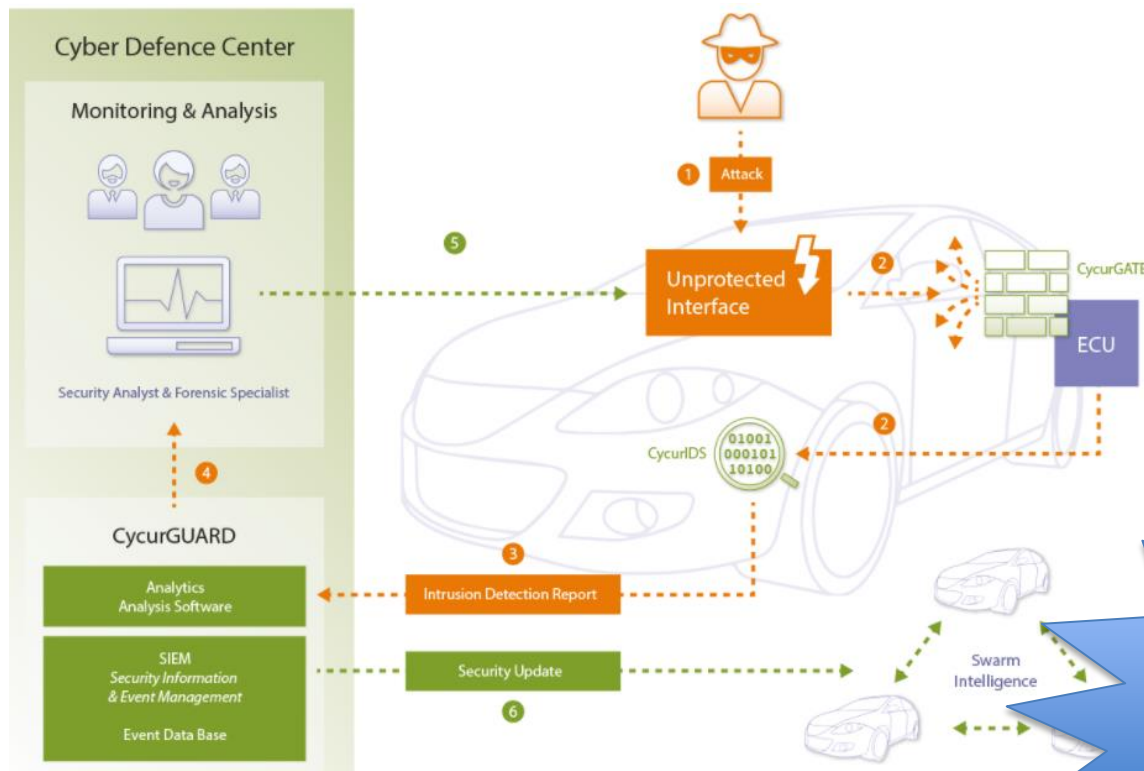 Cyber Defence Center
Monitoring & Analysis
Security Analyst & Forensic Specialist
4
CycurGUARD
Analytics
Analysis Software
SIEM
Security Information
& Event Management
Event Data Base
1
Attack
5
Unprotected
Interface
2
CycurGATE
ECU
2
CycurIDS
01001
000101
10100
3
Intrusion Detection Report
Security Update
6
Swarm
Intelligence